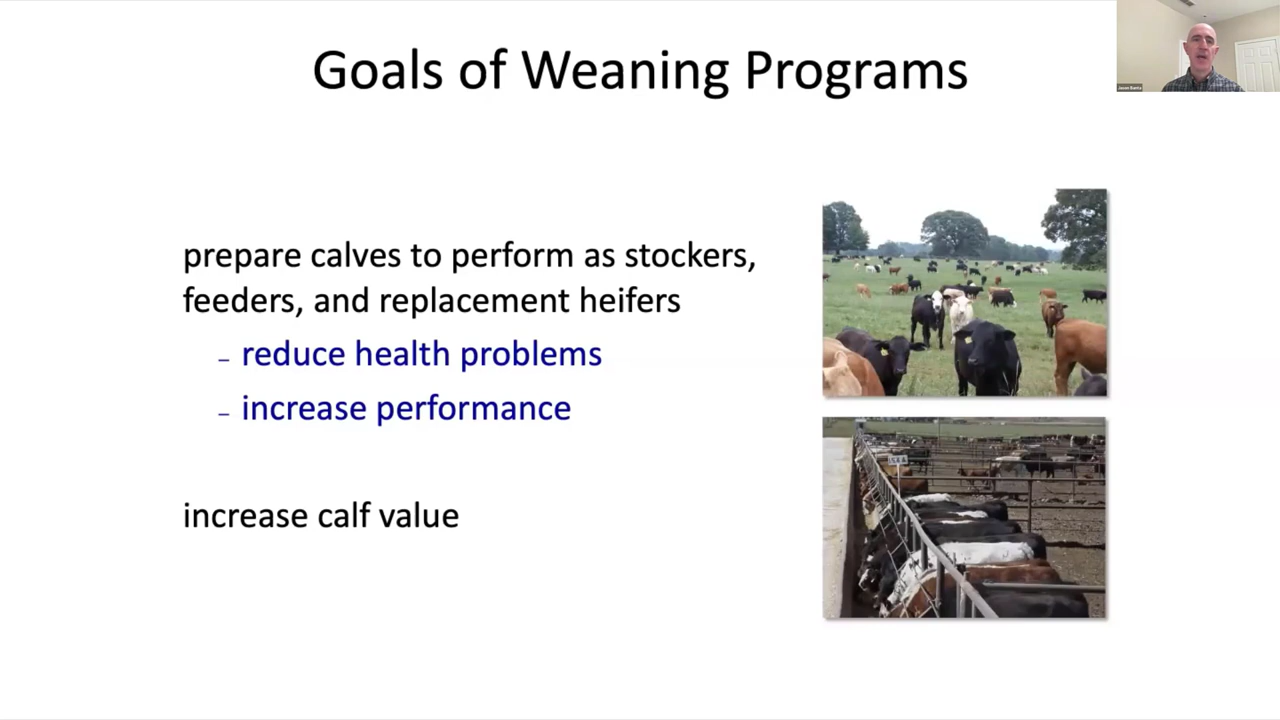 Goals of Weaning Programs
prepare calves to perform as stockers,
feeders, and replacement heifers
– reduce health problems
– increase performance
increase calf value